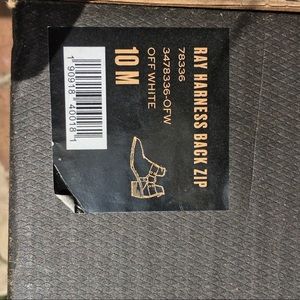 RAY HARNESS BACK ZIP
78336
3478336-OFW
OFF WHITE
10 M
1 90918 40018 1